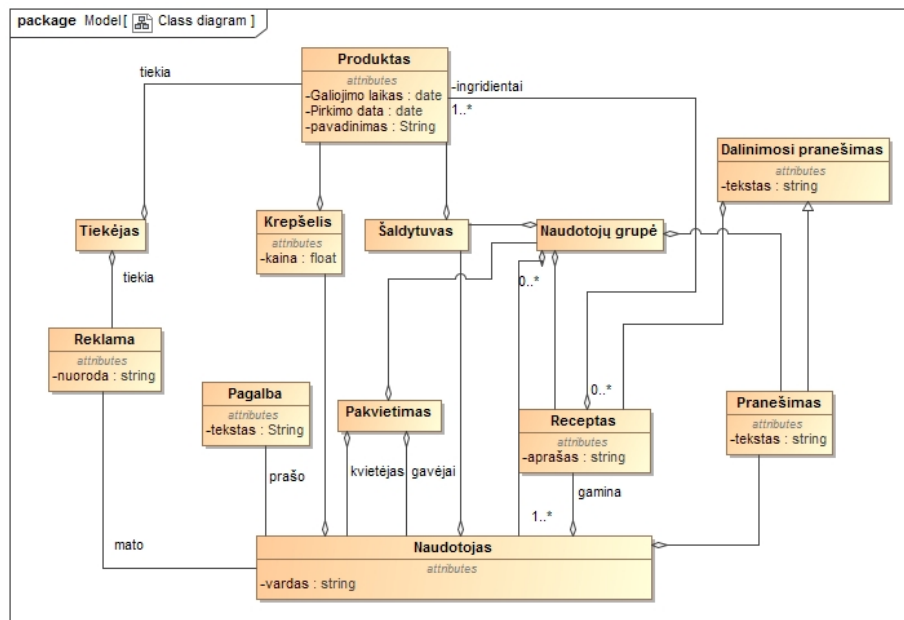 package Model [ Class diagram ]
Produktas
attributes
-Galiojimo laikas : date
-Pirkimo data : date
-pavadinimas : String
tiekia
-ingridientai
1..*
Dalinimosi pranešimas
attributes
-tekstas : string
Tiekėjas
Krepšelis
attributes
-kaina : float
Šaldytuvas
Naudotojų grupė
tiekia
0..*
Reklama
attributes
-nuoroda : string
Pagalba
attributes
-tekstas : String
Pakvietimas
0..*
Receptas
attributes
-aprašas : string
Pranešimas
attributes
-tekstas : string
prašo
kvietėjas
gavėjai
gamina
1..*
mato
Naudotojas
attributes
-vardas : string